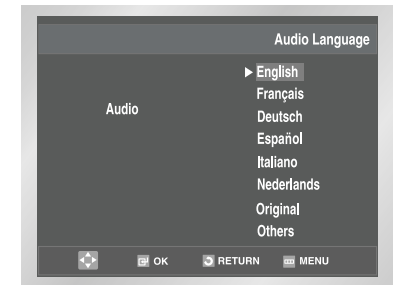 Audio Language
► English
Français
Audio
Deutsch
Español
Italiano
Nederlands
Original
Others
OK RETURN MENU